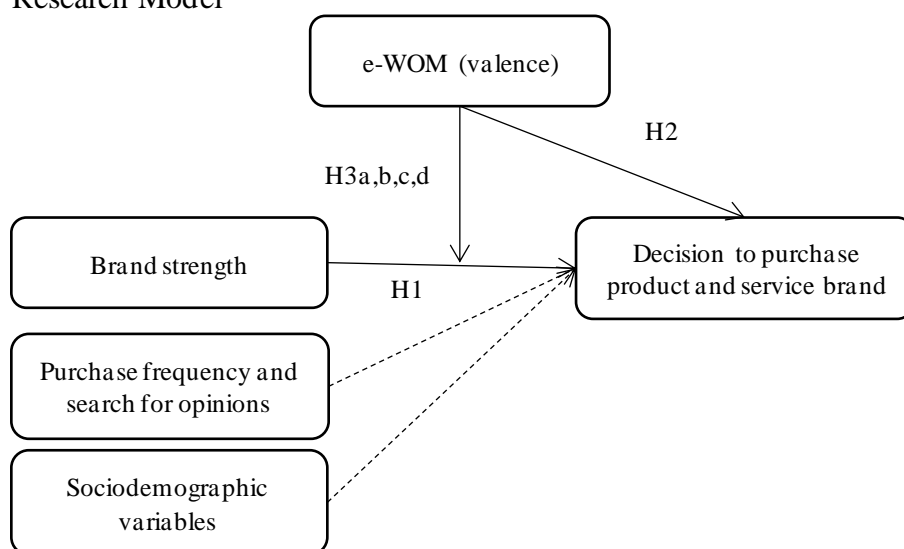 Research Model
e-WOM (valence)
H2
H3a,b,c,d
Brand strength
H1
Decision to purchase
product and service brand
Purchase frequency and
search for opinions
Sociodemographic
variables